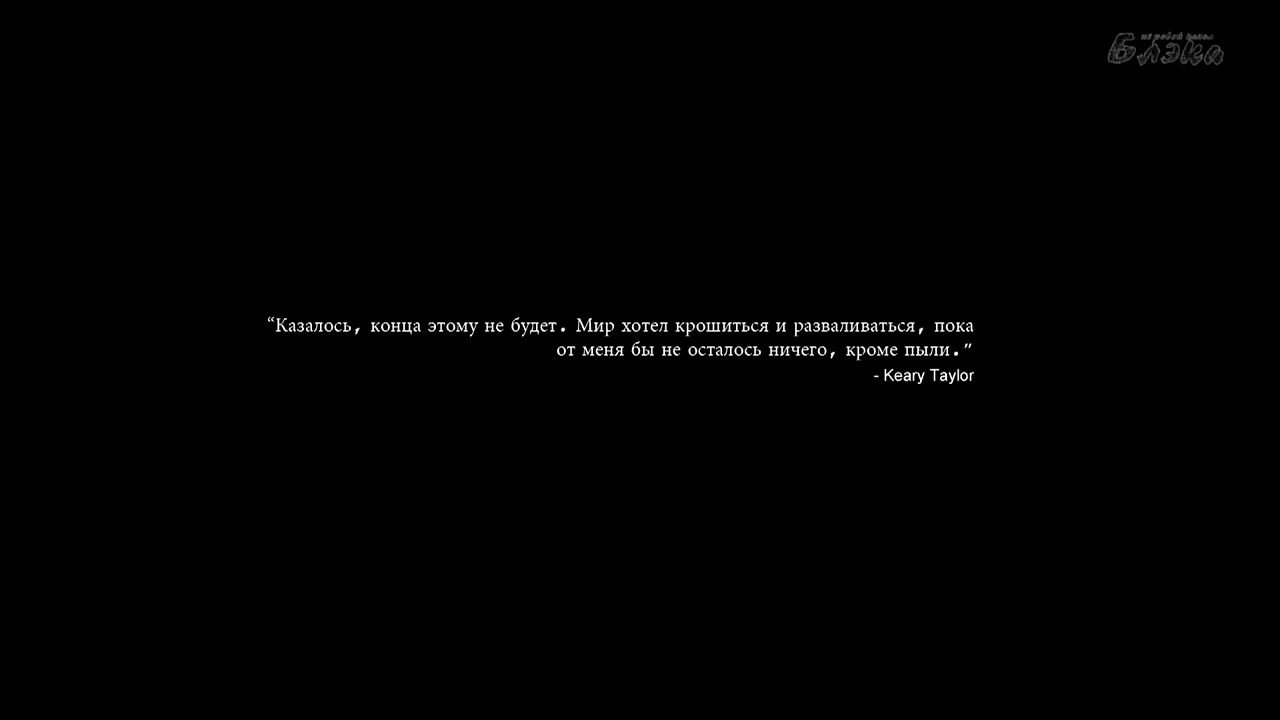 Блэка
“Казалось, конца этому не будет. Мир хотел крошиться и разваливаться, пока
от меня бы не осталось ничего, кроме пыли.”
- Keary Taylor